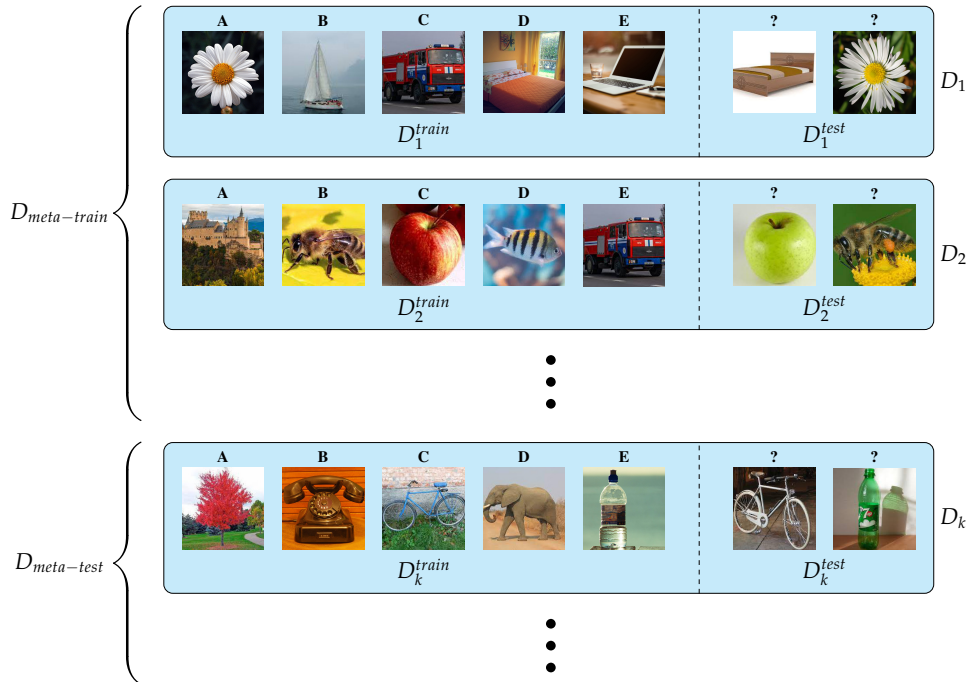 A B C D E ? ?
D_1^{train} D_1^{test} D_1
D_{meta-train}
A B C D E ? ?
D_2^{train} D_2^{test} D_2
A B C D E ? ?
7
D_k^{train} D_k^{test} D_k
D_{meta-test}